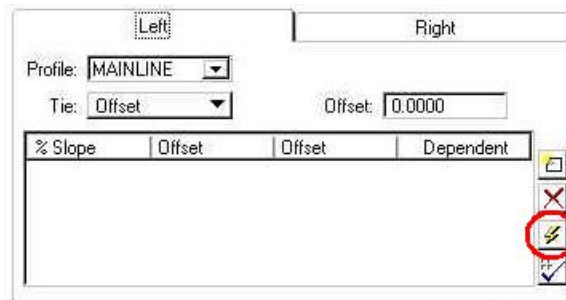 Left Right
Profile: MAINLINE
Tie: Offset Offset: 0.0000
% Slope Offset Offset Dependent